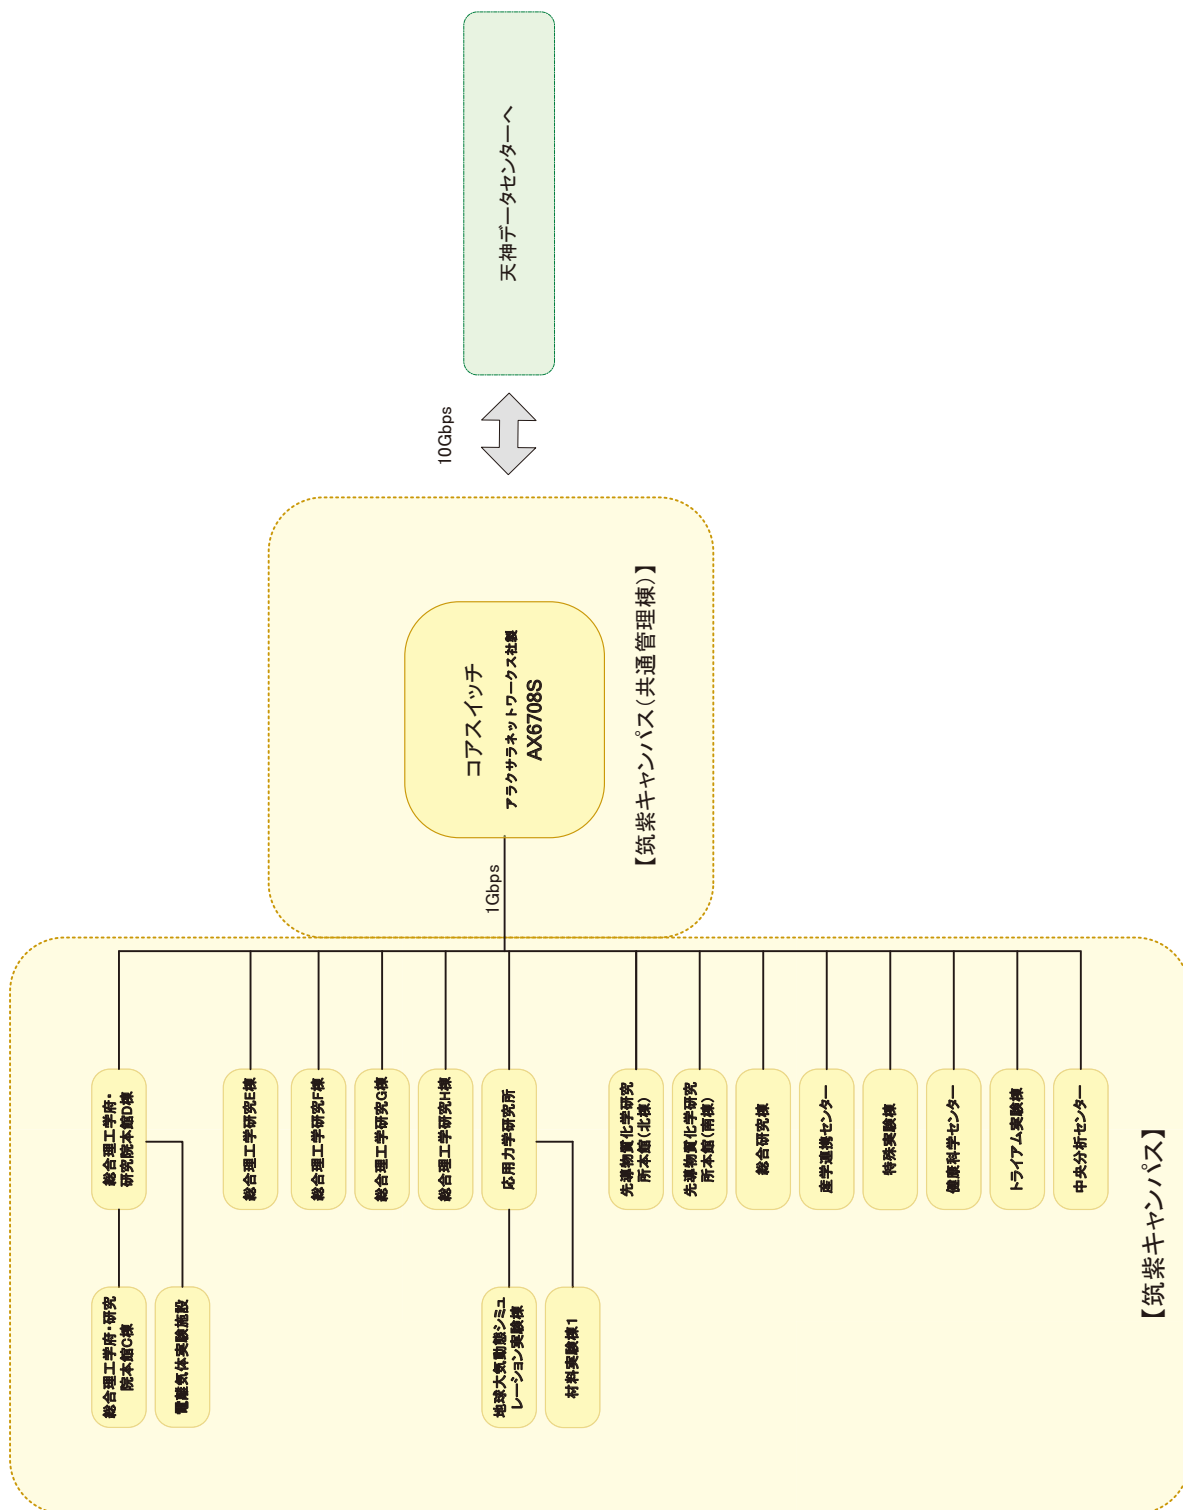 天神データセンターへ
10Gbps
コアスイッチ
アラクサラネットワークス社製
AX6708S
【筑紫キャンパス(共通管理棟)】
1Gbps
総合理工学府・
研究院本館D棟
総合理工学研究E棟
総合理工学研究F棟
総合理工学研究G棟
総合理工学研究H棟
応用力学研究所
先導物質化学研究
所本館(北棟)
先導物質化学研究
所本館(南棟)
総合研究棟
産学連携センター
特殊実験棟
健康科学センター
トライアム実験棟
中央分析センター
総合理工学府・研究
院本館C棟
電離気体実験施設
地球大気動態シミュ
レーション実験棟
材料実験棟1
【筑紫キャンパス】